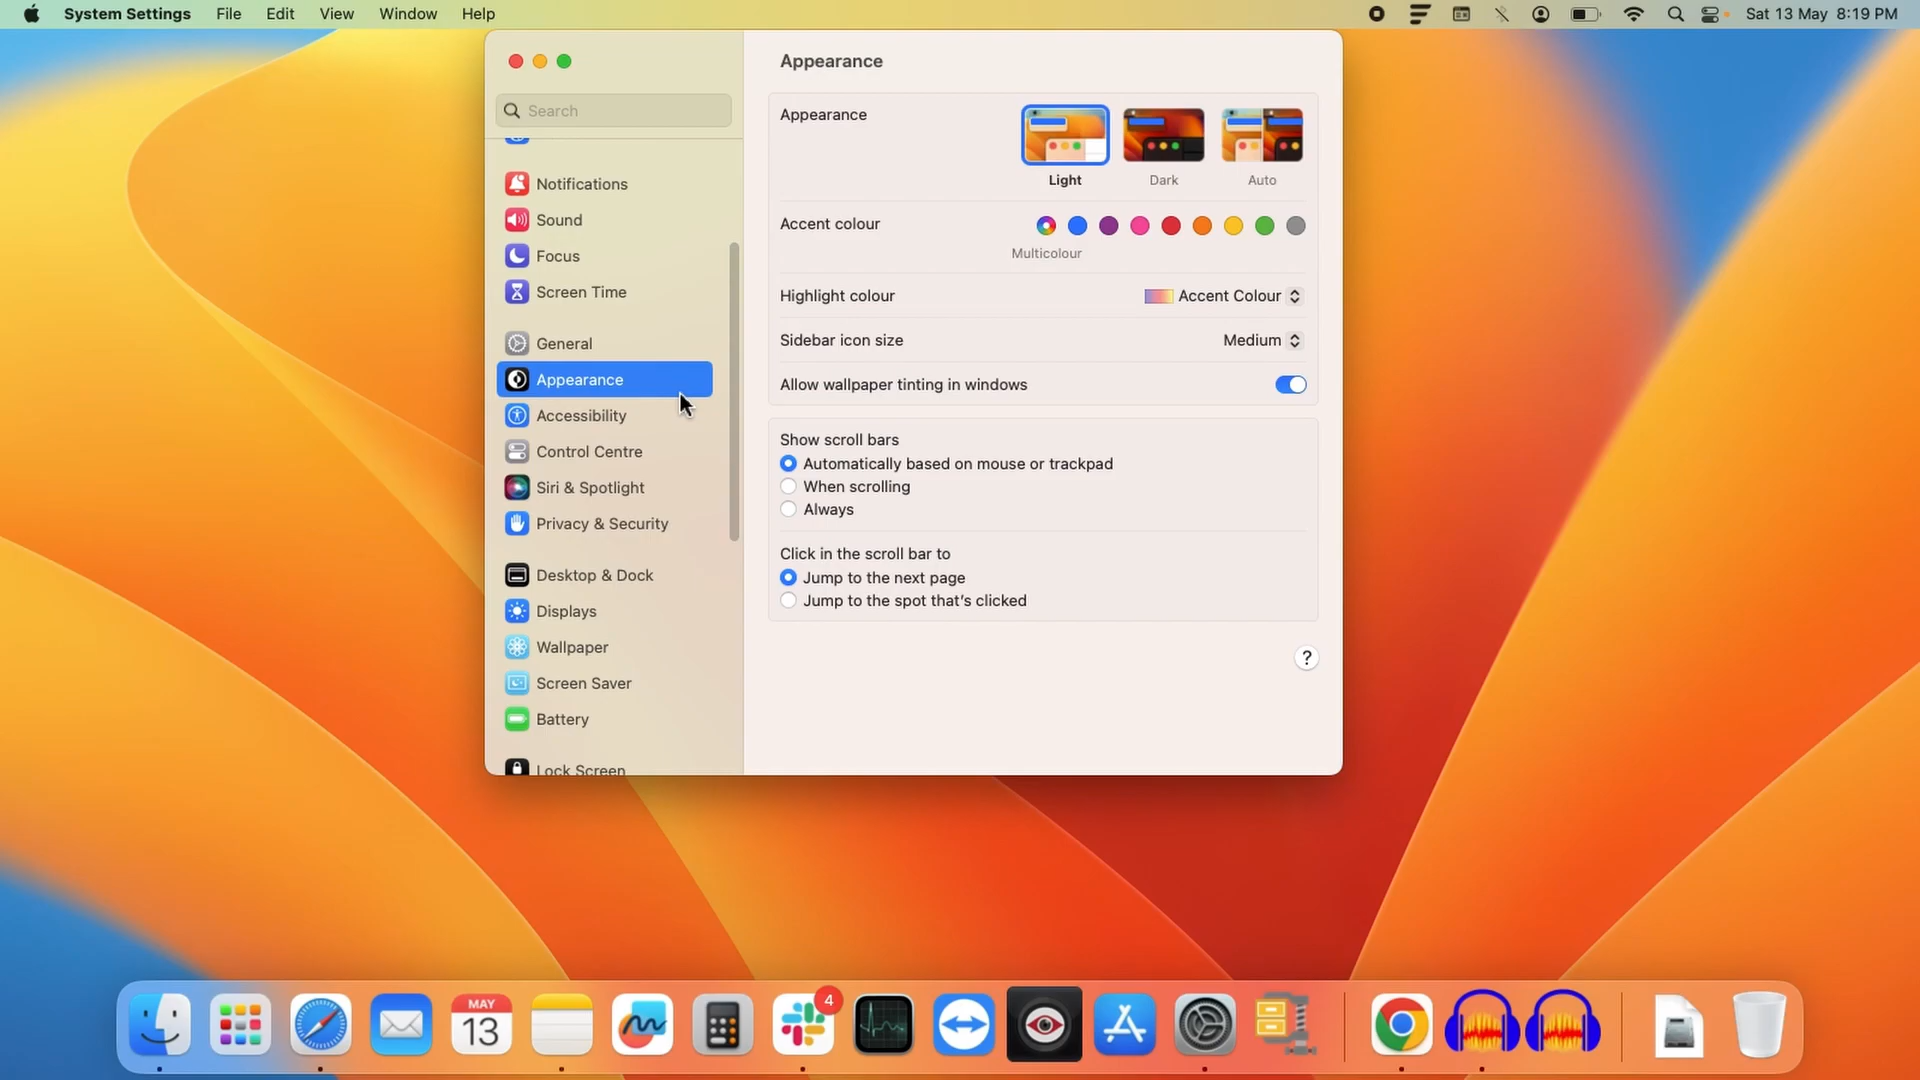 System Settings File Edit View Window Help Sat 13 May 8:19 PM
Search
Notifications
Sound
Focus
Screen Time
General
Appearance
Accessibility
Control Centre
Siri & Spotlight
Privacy & Security
Desktop & Dock
Displays
Wallpaper
Screen Saver
Battery
Lock Screen
Appearance
Appearance
Light Dark Auto
Accent colour
Multicolour
Highlight colour Accent Colour
Sidebar icon size Medium
Allow wallpaper tinting in windows
Show scroll bars
Automatically based on mouse or trackpad
When scrolling
Always
Click in the scroll bar to
Jump to the next page
Jump to the spot that's clicked
?
MAY
13
4